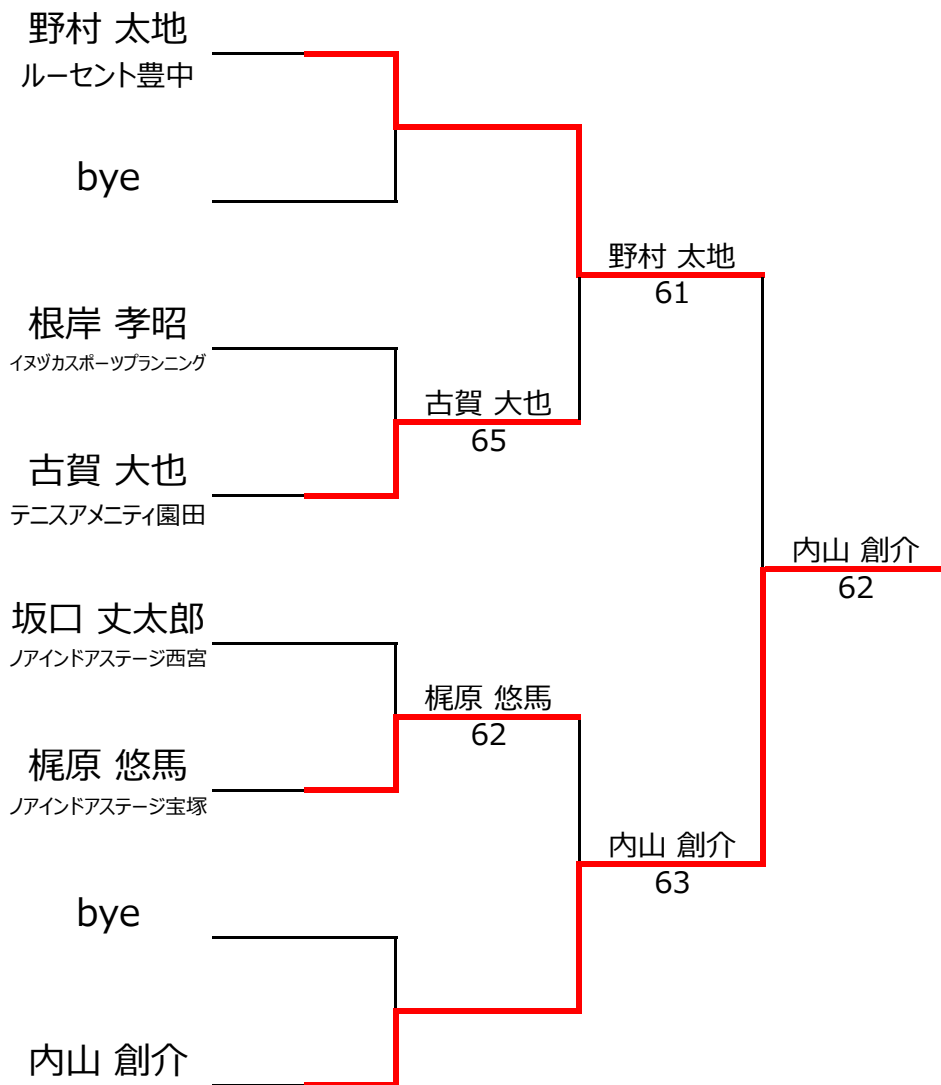 野村 太地
ルーセント豊中
bye
野村 太地
61
根岸 孝昭
イヌヅカスポーツプランニング
古賀 大也
65
古賀 大也
テニスアメニティ園田
内山 創介
62
坂口 丈太郎
ノアインドアステージ西宮
梶原 悠馬
62
梶原 悠馬
ノアインドアステージ宝塚
内山 創介
63
bye
内山 創介